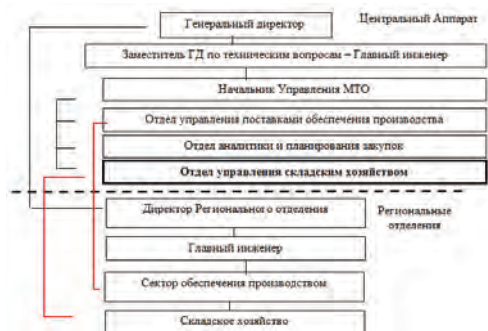 Генеральный директор
Центральный Аппарат
Заместитель ГД по техническим вопросам – Главный инженер
Начальник Управления МТО
Отдел управления поставками обеспечения производства
Отдел аналитики и планирования закупок
Отдел управления складским хозяйством
Директор Регионального отделения
Региональные
отделения
Главный инженер
Сектор обеспечения производством
Складское хозяйство